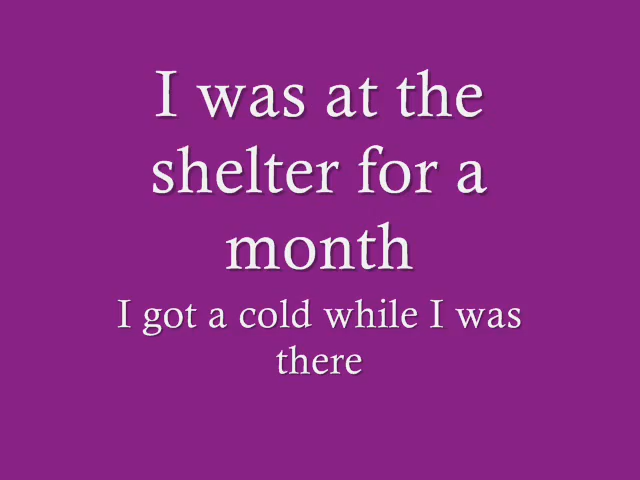 I was at the
shelter for a
month
I got a cold while I was
there